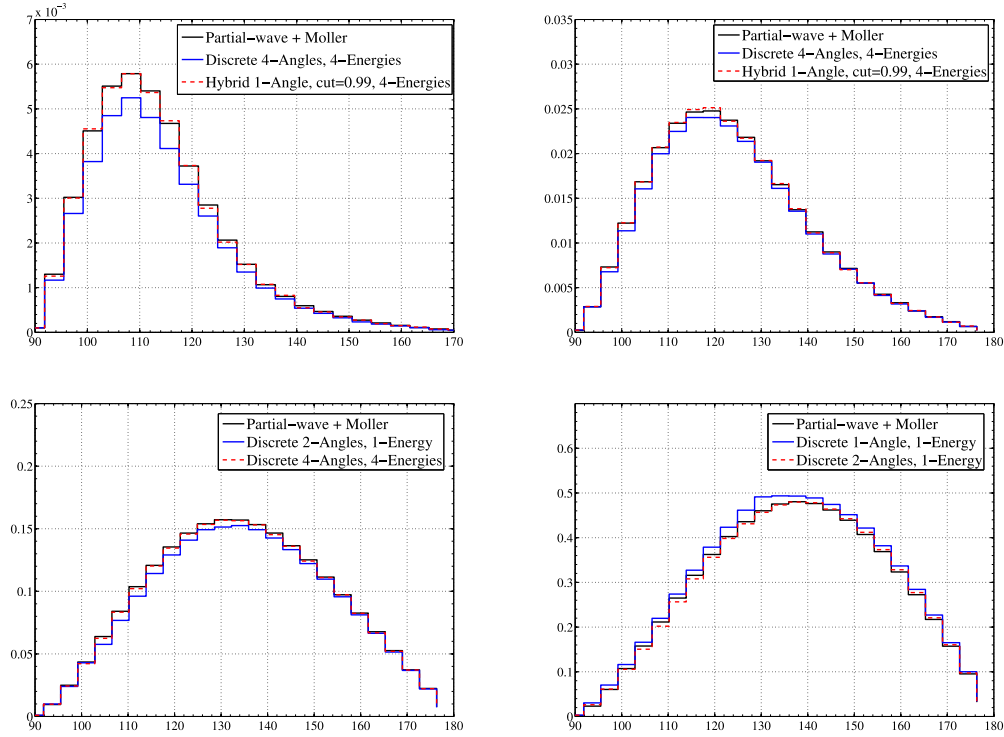 x 10⁻³
7
6
5
4
3
2
1
0
90 100 110 120 130 140 150 160 170
Partial−wave + Moller
Discrete 4−Angles, 4−Energies
Hybrid 1−Angle, cut=0.99, 4−Energies
0.035
0.03
0.025
0.02
0.015
0.01
0.005
0
90 100 110 120 130 140 150 160 170 180
Partial−wave + Moller
Discrete 4−Angles, 4−Energies
Hybrid 1−Angle, cut=0.99, 4−Energies
0.25
0.2
0.15
0.1
0.05
0
90 100 110 120 130 140 150 160 170 180
Partial−wave + Moller
Discrete 2−Angles, 1−Energy
Discrete 4−Angles, 4−Energies
0.6
0.5
0.4
0.3
0.2
0.1
0
90 100 110 120 130 140 150 160 170 180
Partial−wave + Moller
Discrete 1−Angle, 1−Energy
Discrete 2−Angles, 1−Energy